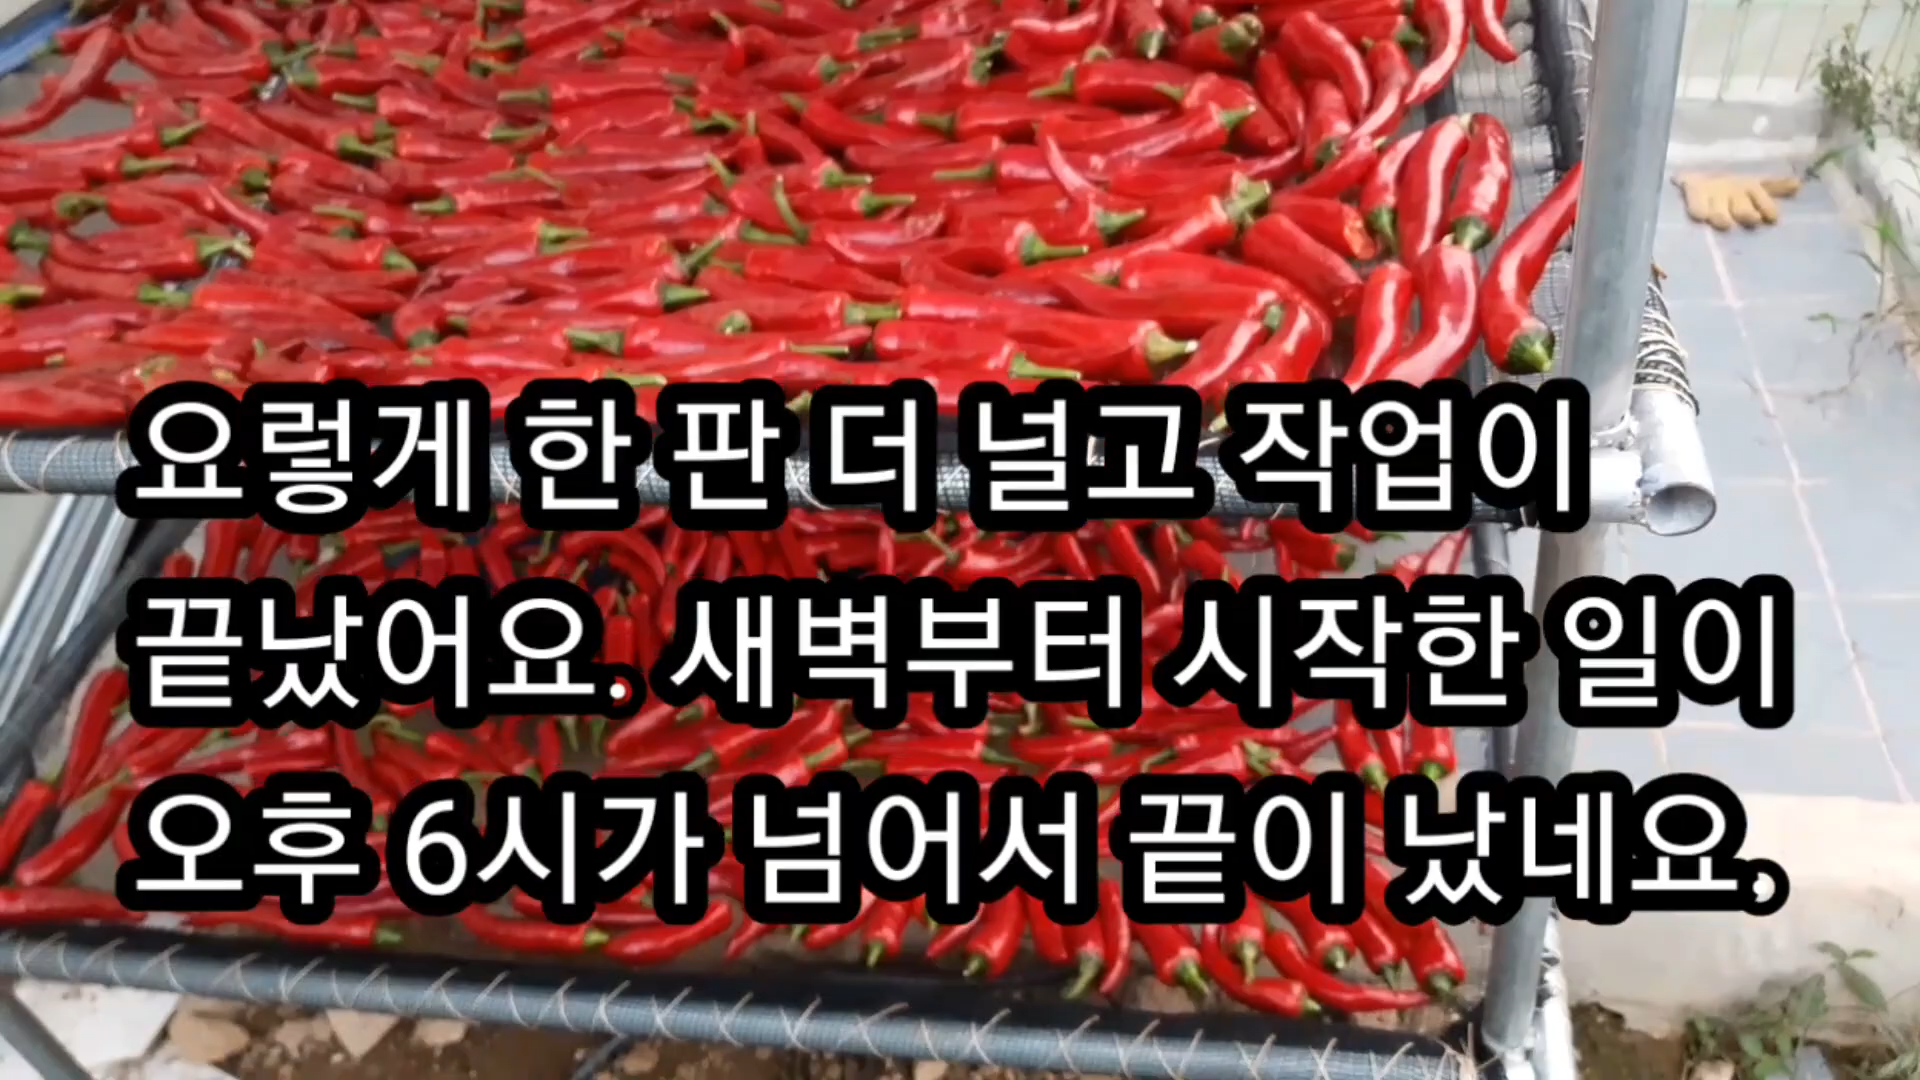 요렇게 한 판 더 널고 작업이
끝났어요. 새벽부터 시작한 일이
오후 6시가 넘어서 끝이 났네요,